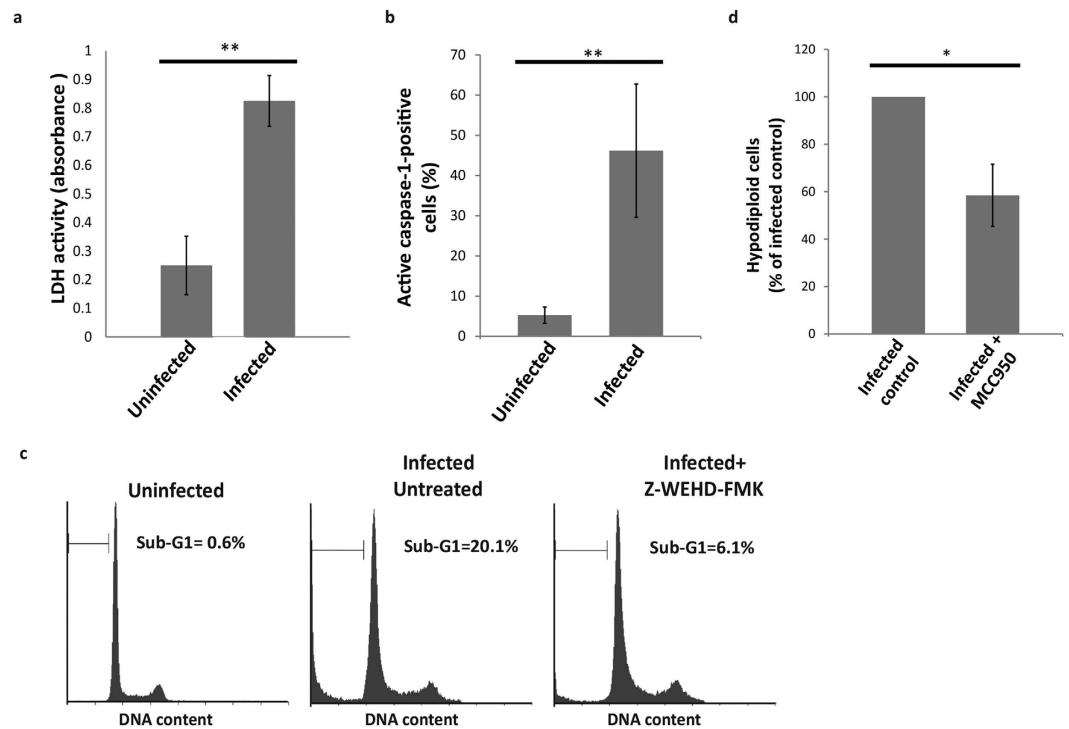 a
LDH activity (absorbance )
1
0.9
0.8
0.7
0.6
0.5
0.4
0.3
0.2
0.1
0
**
Uninfected
Infected
b
Active caspase-1-positive
cells (%)
70
60
50
40
30
20
10
0
**
Uninfected
Infected
d
Hypodiploid cells
(% of infected control)
120
100
80
60
40
20
0
*
Infected
control
Infected +
MCC950
c
Uninfected
Sub-G1= 0.6%
DNA content
Infected
Untreated
Sub-G1=20.1%
DNA content
Infected+
Z-WEHD-FMK
Sub-G1=6.1%
DNA content